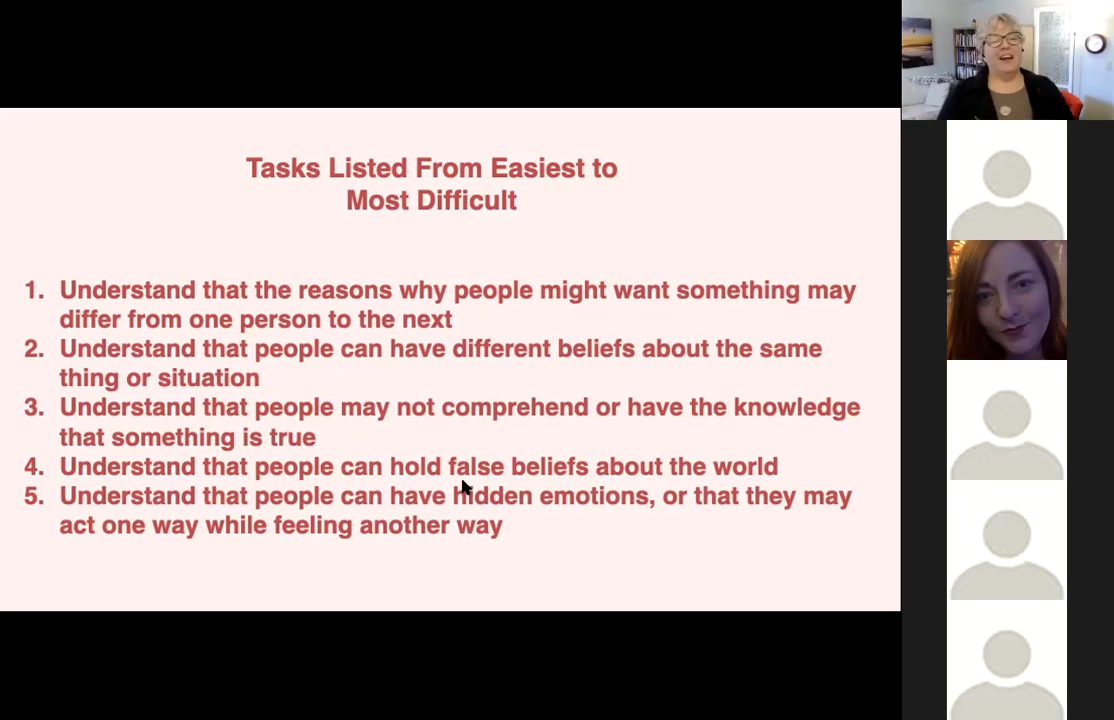 Tasks Listed From Easiest to
Most Difficult
1. Understand that the reasons why people might want something may
differ from one person to the next
2. Understand that people can have different beliefs about the same
thing or situation
3. Understand that people may not comprehend or have the knowledge
that something is true
4. Understand that people can hold false beliefs about the world
5. Understand that people can have hidden emotions, or that they may
act one way while feeling another way